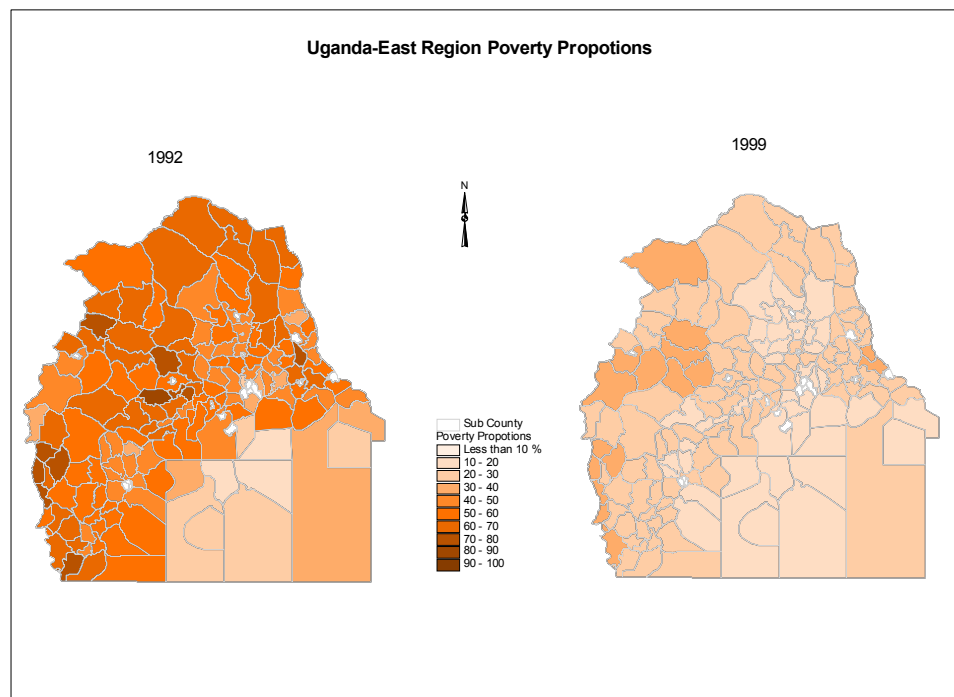 Uganda-East Region Poverty Propotions
1992
1999
N
Sub County
Poverty Propotions
Less than 10 %
10 - 20
20 - 30
30 - 40
40 - 50
50 - 60
60 - 70
70 - 80
80 - 90
90 - 100